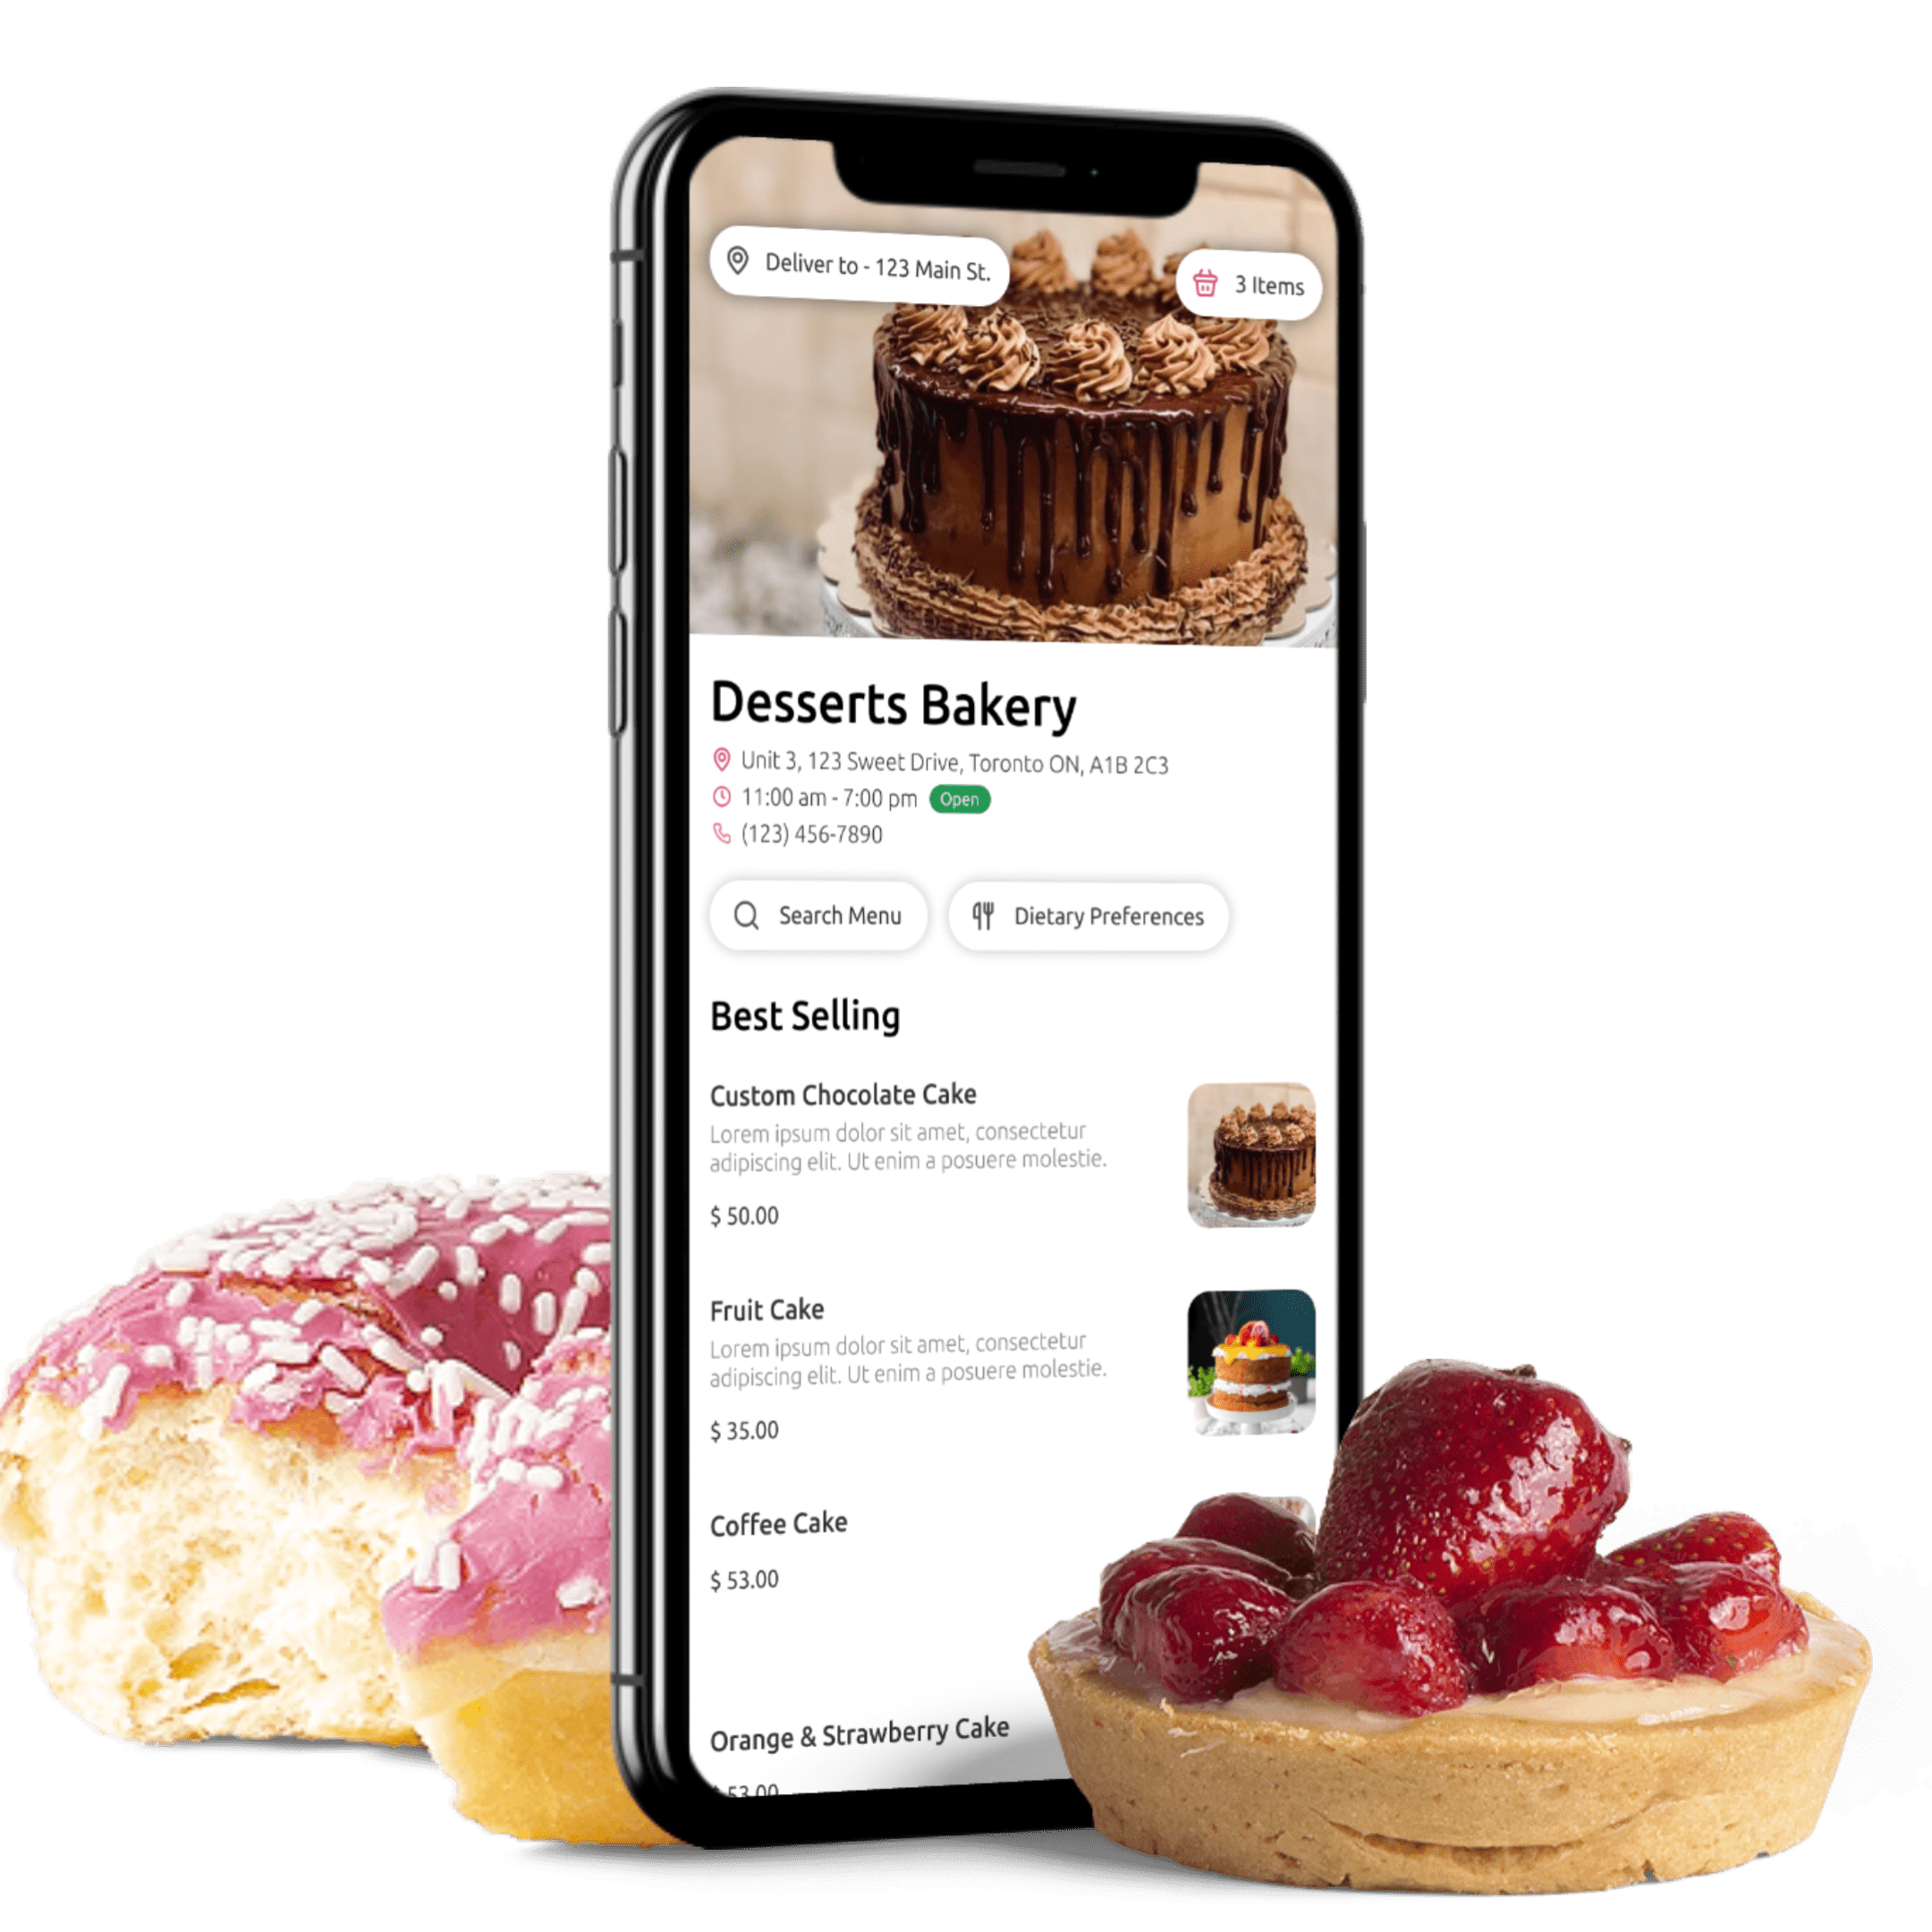 Deliver to - 123 Main St.
3 Items
Desserts Bakery
Unit 3, 123 Sweet Drive, Toronto ON, A1B 2C3
11:00 am - 7:00 pm Open
(123) 456-7890
Search Menu
Dietary Preferences
Best Selling
Custom Chocolate Cake
Lorem ipsum dolor sit amet, consectetur
adipiscing elit. Ut enim a posuere molestie.
$ 50.00
Fruit Cake
Lorem ipsum dolor sit amet, consectetur
adipiscing elit. Ut enim a posuere molestie.
$ 35.00
Coffee Cake
$ 53.00
Orange & Strawberry Cake
$ 53.00